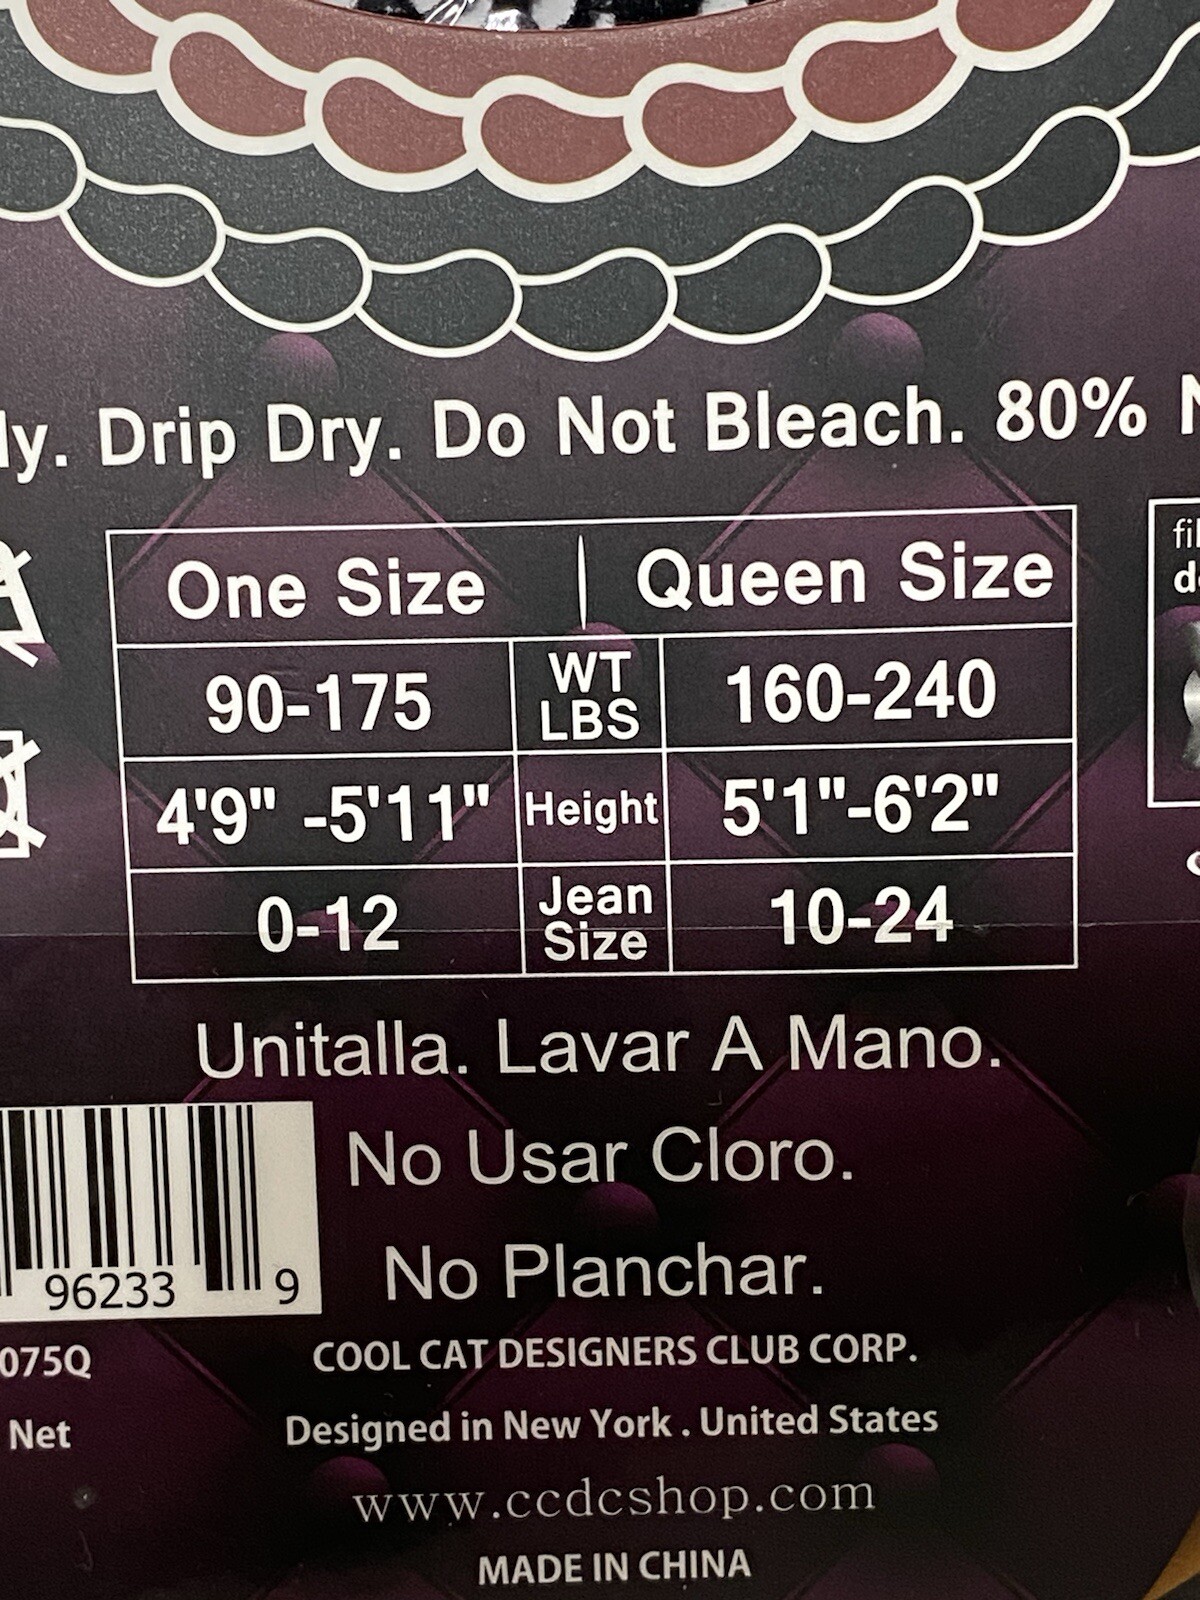 ly. Drip Dry. Do Not Bleach. 80% N
One Size | Queen Size
90-175 WT LBS 160-240
4'9" -5'11" Height 5'1"-6'2"
0-12 Jean Size 10-24
Unitalla. Lavar A Mano.
No Usar Cloro.
No Planchar.
96233 9
075Q
Net
COOL CAT DESIGNERS CLUB CORP.
Designed in New York . United States
www.ccdcshop.com
MADE IN CHINA